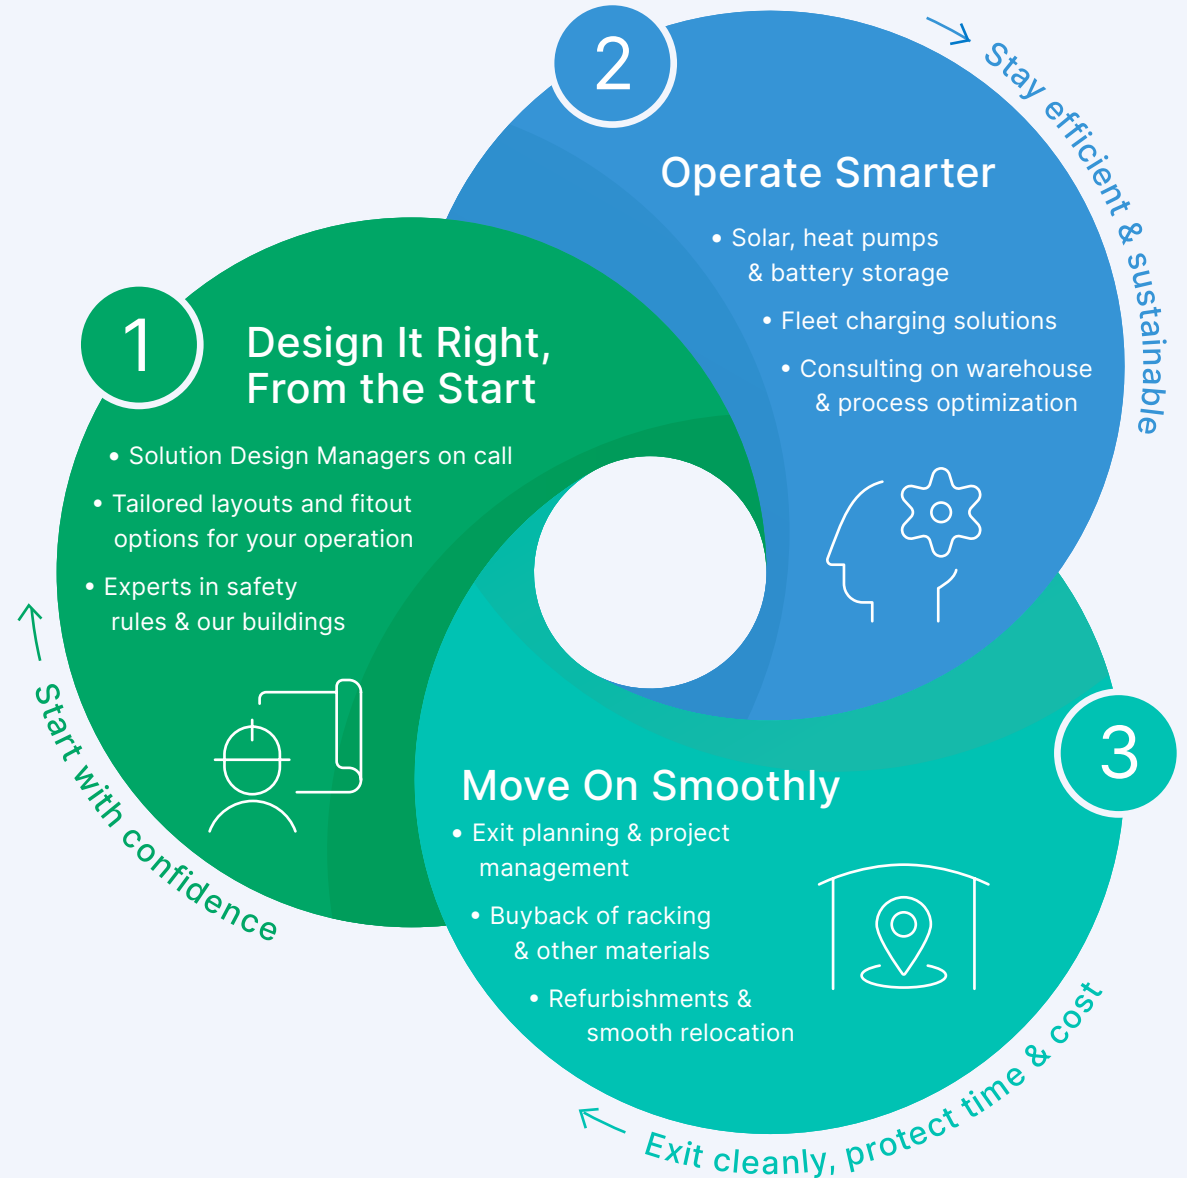 1
Design It Right,
From the Start
• Solution Design Managers on call
• Tailored layouts and fitout
options for your operation
• Experts in safety
rules & our buildings
Start with confidence
2
Operate Smarter
• Solar, heat pumps
& battery storage
• Fleet charging solutions
• Consulting on warehouse
& process optimization
Stay efficient & sustainable
3
Move On Smoothly
• Exit planning & project
management
• Buyback of racking
& other materials
• Refurbishments &
smooth relocation
Exit cleanly, protect time & cost